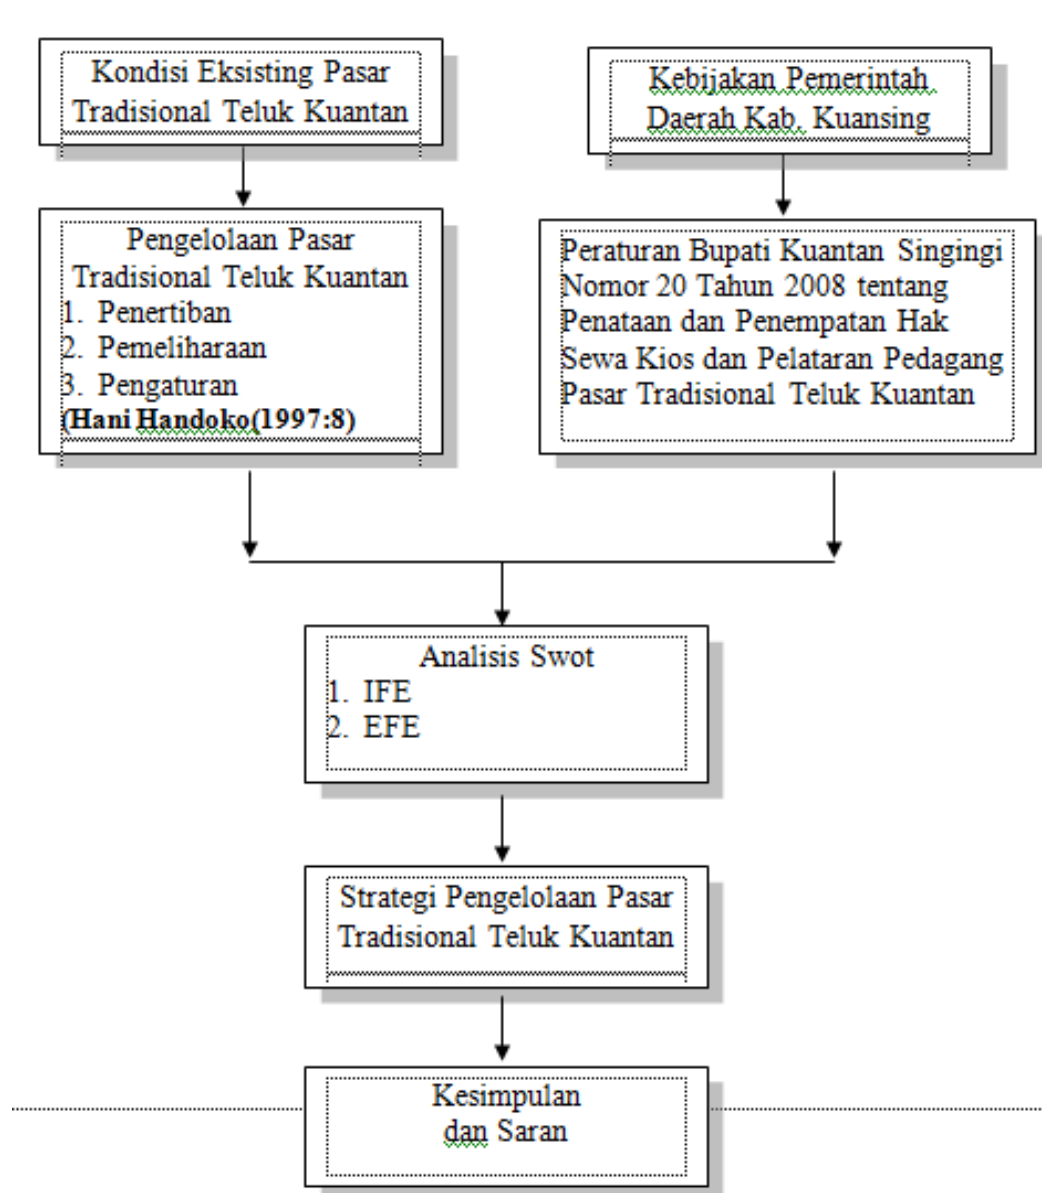 Kondisi Eksisting Pasar
Tradisional Teluk Kuantan
Kebijakan Pemerintah
Daerah Kab. Kuansing
Pengelolaan Pasar
Tradisional Teluk Kuantan
1. Penertiban
2. Pemeliharaan
3. Pengaturan
(Hani Handoko(1997:8)
Peraturan Bupati Kuantan Singingi
Nomor 20 Tahun 2008 tentang
Penataan dan Penempatan Hak
Sewa Kios dan Pelataran Pedagang
Pasar Tradisional Teluk Kuantan
Analisis Swot
1. IFE
2. EFE
Strategi Pengelolaan Pasar
Tradisional Teluk Kuantan
Kesimpulan
dan Saran